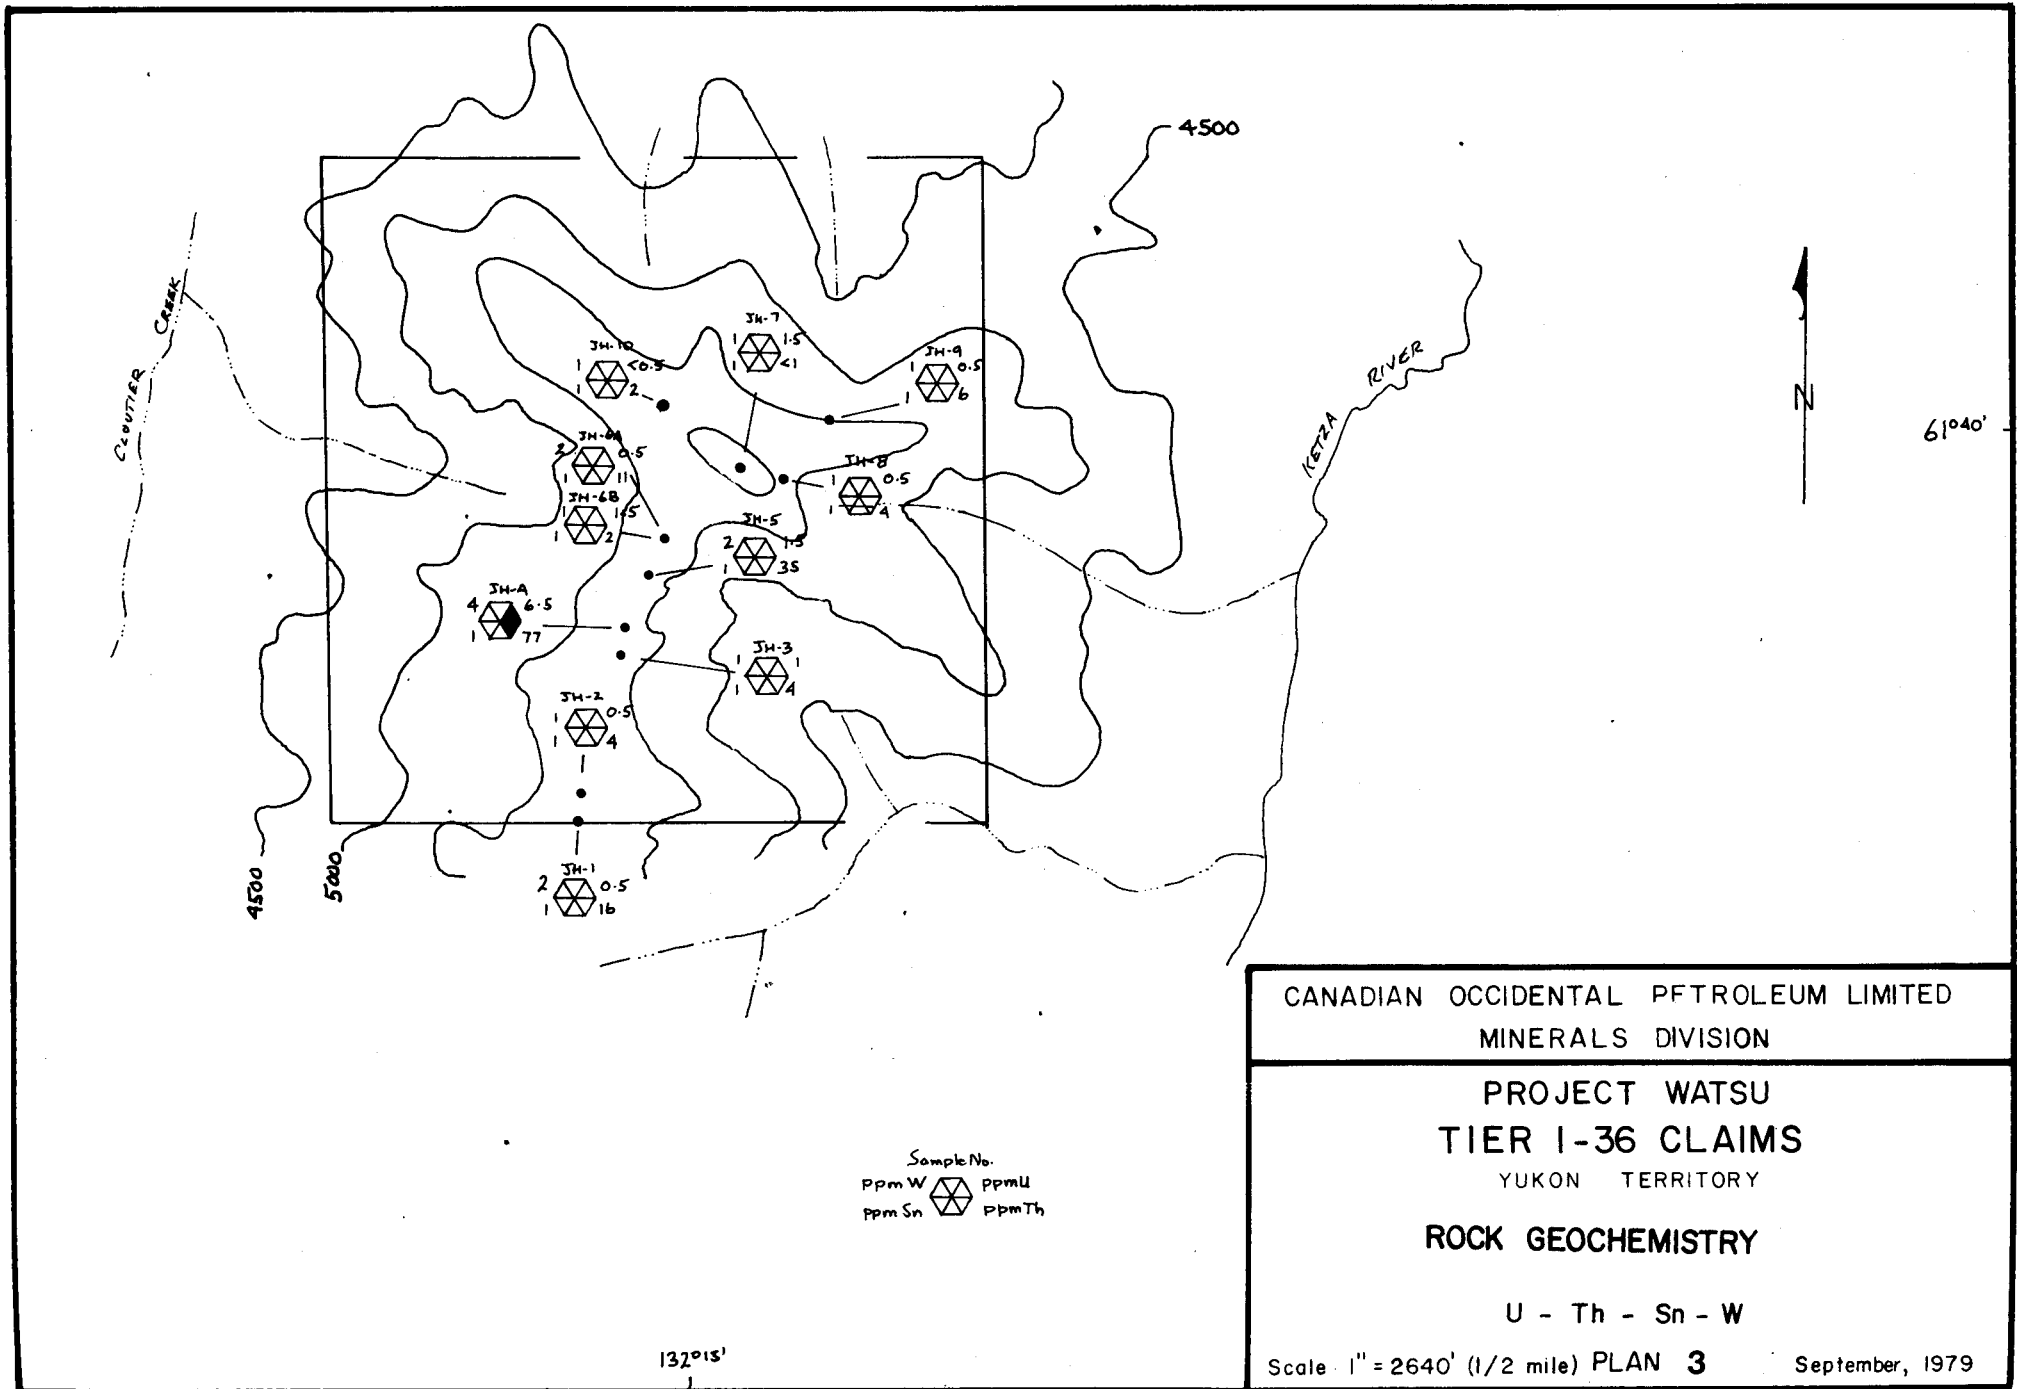 4500
CLOUTIER CREEK
JH-7
1 1.5
1 <1
JH-10
1 <0.5
1 2
JH-9
1 0.5
1 6
RIVER
KETZA
N
61°40'
JH-6A
2 0.5
1 11
JH-8
1 0.5
1 4
JH-6B
1 1.5
1 2
JH-5
2 1.5
1 35
JH-A
4 6.5
1 77
JH-3
1 1
1 4
JH-2
1 0.5
1 4
4500
5000
JH-1
2 0.5
1 16
CANADIAN OCCIDENTAL PETROLEUM LIMITED
MINERALS DIVISION
PROJECT WATSU
TIER 1-36 CLAIMS
YUKON TERRITORY
ROCK GEOCHEMISTRY
U - Th - Sn - W
Scale 1" = 2640' (1/2 mile) PLAN 3 September, 1979
Sample No.
ppm W ppm U
ppm Sn ppm Th
132°15'